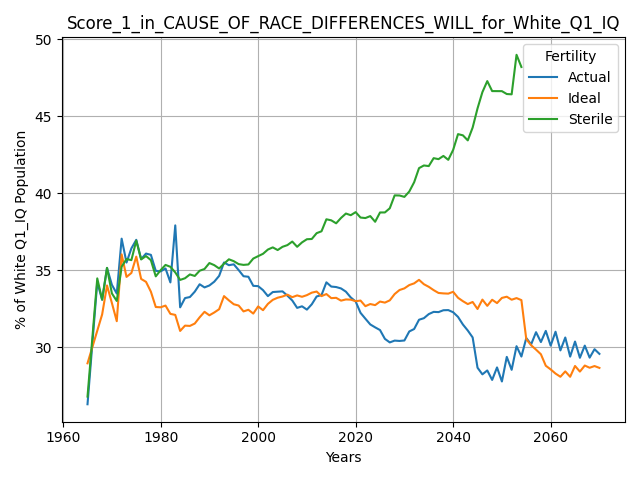 Score_1_in_CAUSE_OF_RACE_DIFFERENCES_WILL_for_White_Q1_IQ
% of White Q1_IQ Population
50
45
40
35
30
Fertility
Actual
Ideal
Sterile
1960 1980 2000 2020 2040 2060
Years